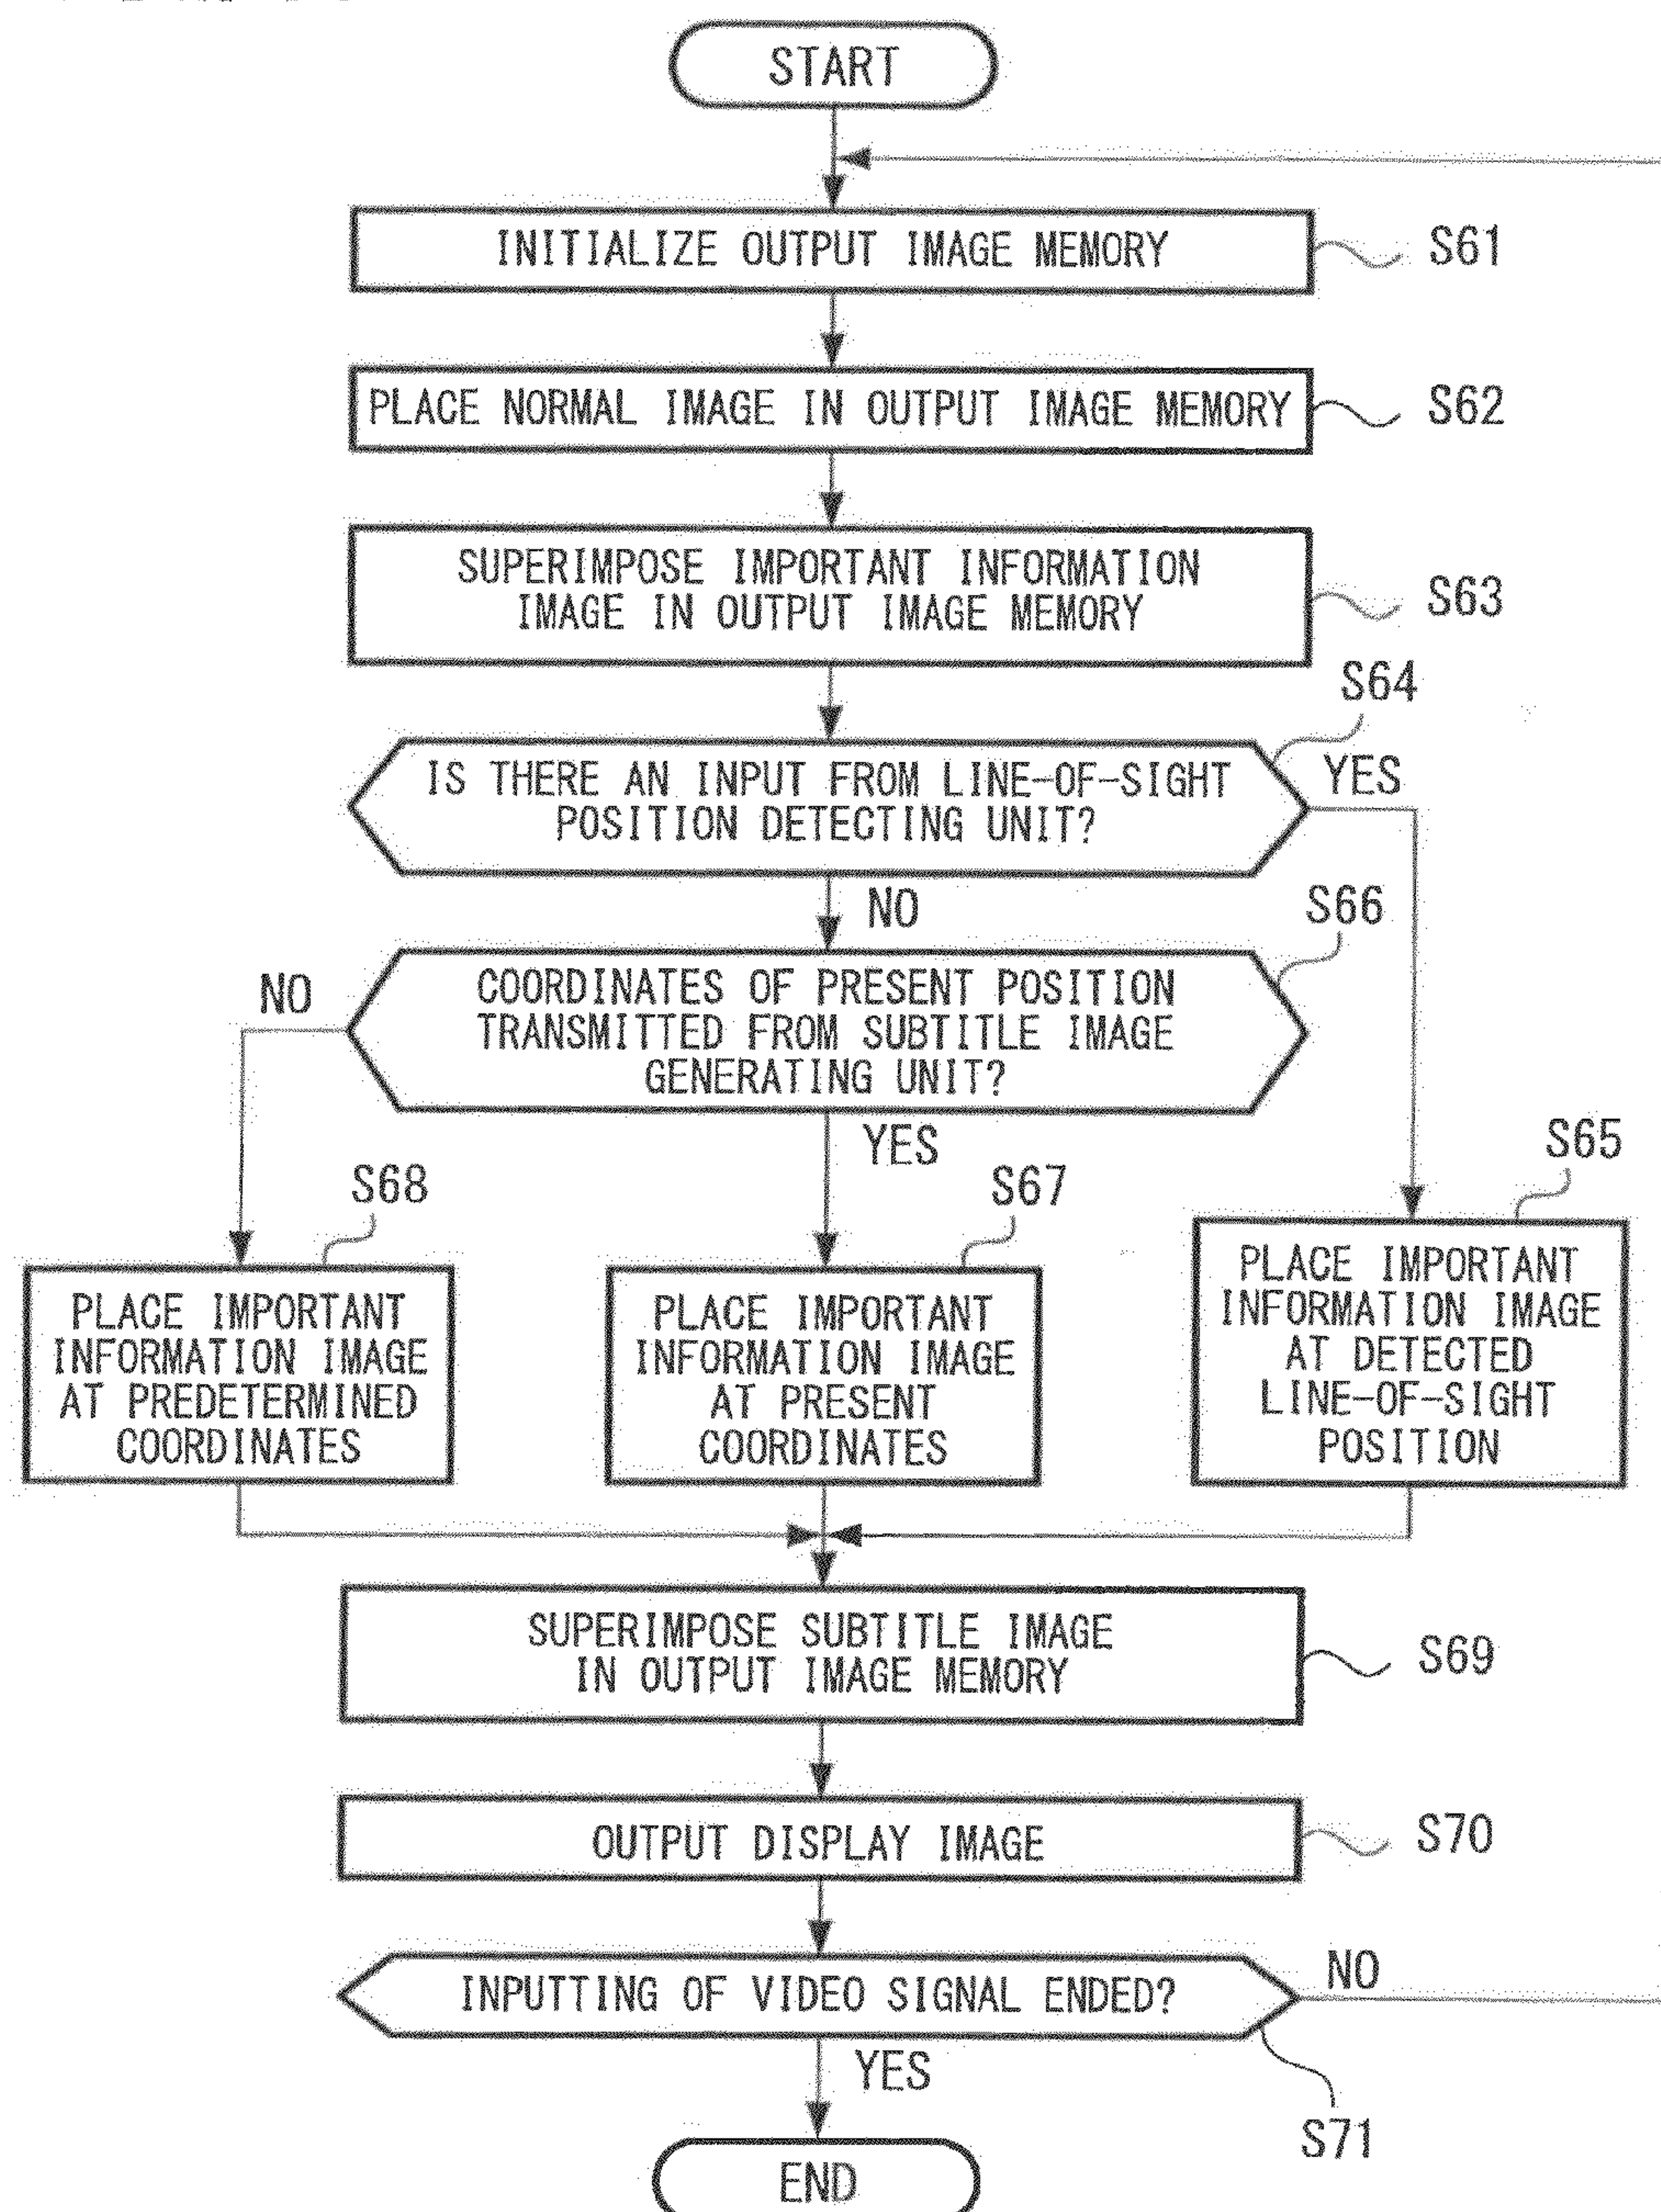 START
INITIALIZE OUTPUT IMAGE MEMORY
S61
PLACE NORMAL IMAGE IN OUTPUT IMAGE MEMORY
S62
SUPERIMPOSE IMPORTANT INFORMATION
IMAGE IN OUTPUT IMAGE MEMORY
S63
S64
IS THERE AN INPUT FROM LINE-OF-SIGHT
POSITION DETECTING UNIT?
YES
NO
S66
COORDINATES OF PRESENT POSITION
TRANSMITTED FROM SUBTITLE IMAGE
GENERATING UNIT?
NO
YES
S68
PLACE IMPORTANT
INFORMATION IMAGE
AT PREDETERMINED
COORDINATES
S67
PLACE IMPORTANT
INFORMATION IMAGE
AT PRESENT
COORDINATES
S65
PLACE IMPORTANT
INFORMATION IMAGE
AT DETECTED
LINE-OF-SIGHT
POSITION
SUPERIMPOSE SUBTITLE IMAGE
IN OUTPUT IMAGE MEMORY
S69
OUTPUT DISPLAY IMAGE
S70
INPUTTING OF VIDEO SIGNAL ENDED?
NO
YES
S71
END